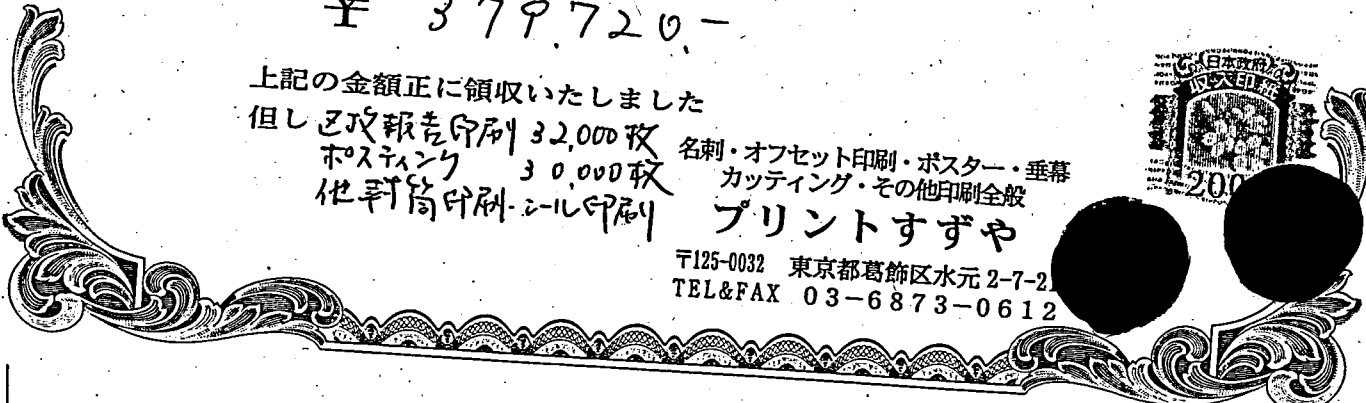 ¥ 379,720.-
上記の金額正に領収いたしました
但し 区政報告印刷 32,000枚
ポスティング 30,000枚
他封筒印刷・シール印刷
名刺・オフセット印刷・ポスター・垂幕
カッティング・その他印刷全般
プリントすずや
〒125-0032 東京都葛飾区水元2-7-2
TEL&FAX 03-6873-0612
日本政府
収入印紙
200